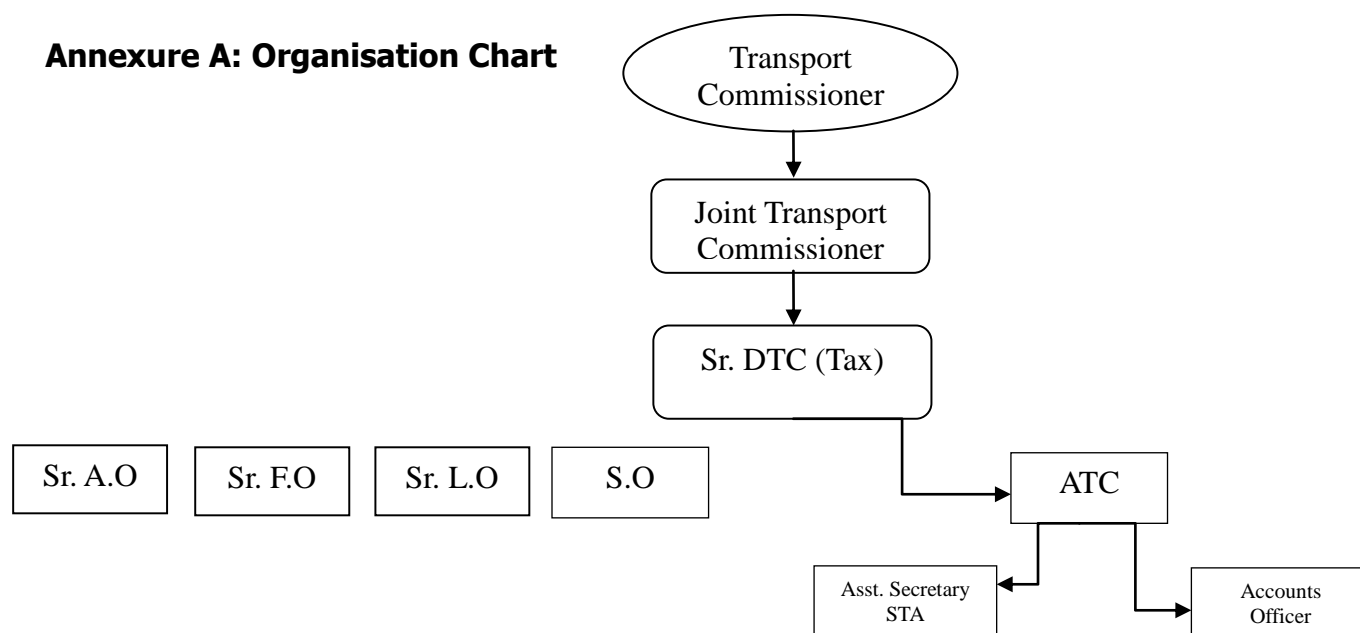 Annexure A: Organisation Chart
Transport
Commissioner
Joint Transport
Commissioner
Sr. DTC (Tax)
Sr. A.O
Sr. F.O
Sr. L.O
S.O
ATC
Asst. Secretary
STA
Accounts
Officer